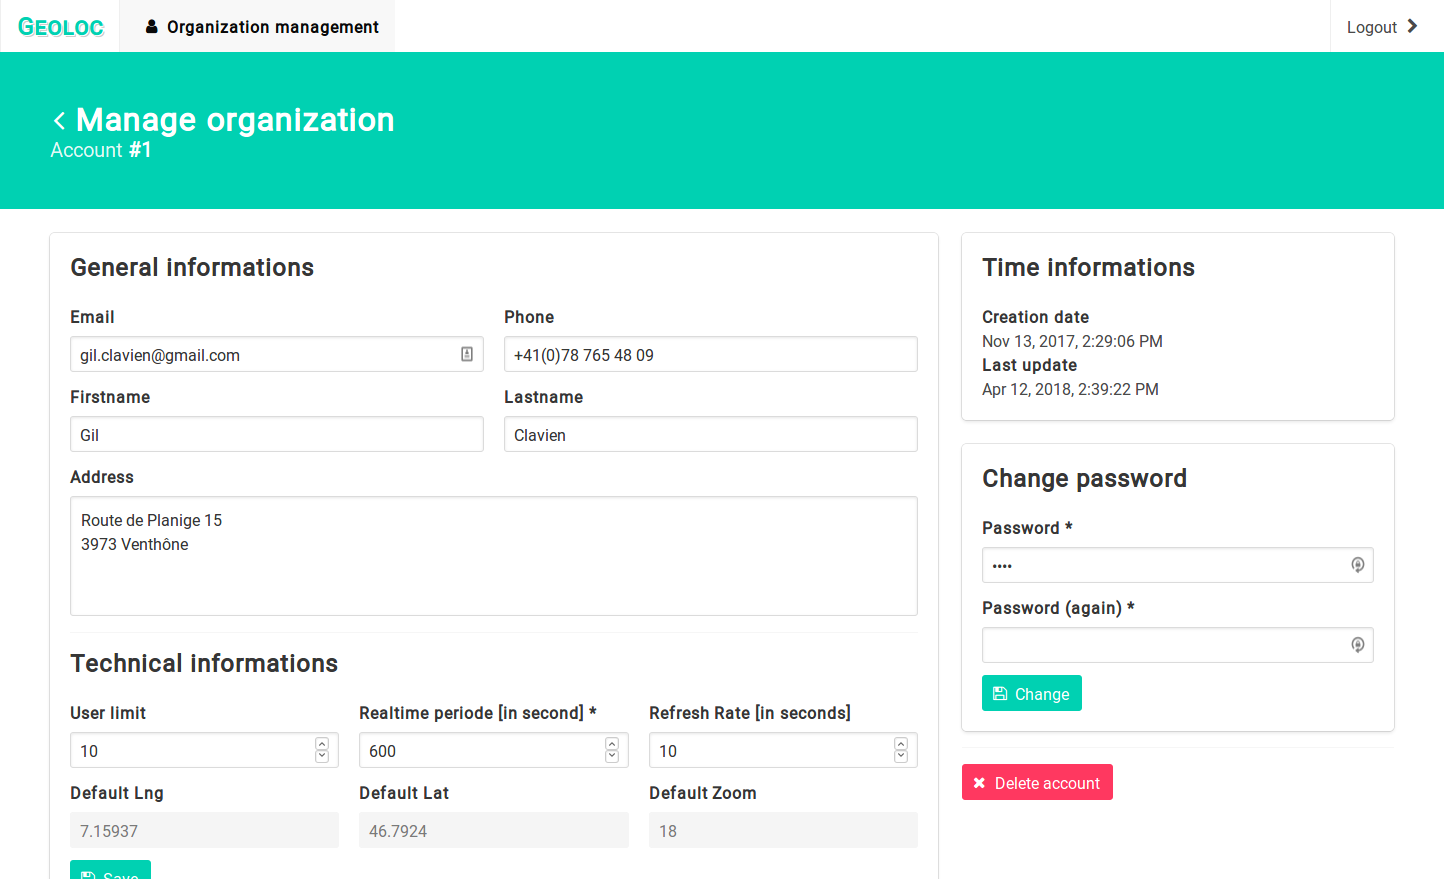 GEOLOC
Organization management
Logout
Manage organization
Account #1
General informations
Email
Phone
gil.clavien@gmail.com
+41(0)78 765 48 09
Firstname
Lastname
Gil
Clavien
Address
Route de Planige 15
3973 Venthône
Technical informations
User limit
Realtime periode [in second] *
Refresh Rate [in seconds]
10
600
10
Default Lng
Default Lat
Default Zoom
7.15937
46.7924
18
Save
Time informations
Creation date
Nov 13, 2017, 2:29:06 PM
Last update
Apr 12, 2018, 2:39:22 PM
Change password
Password *
••••
Password (again) *
Change
Delete account